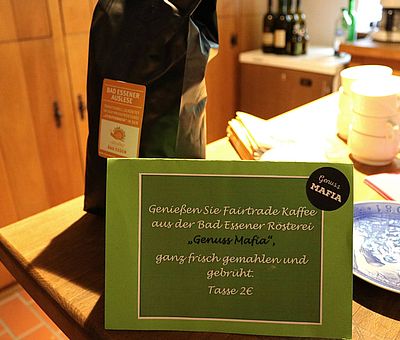 BAD ESSENER
AUSLESE
Genuss
MAFIA
Genießen Sie Fairtrade Kaffee
aus der Bad Essener Rösterei
„Genuss Mafia“,
ganz frisch gemahlen und
gebrüht.
Tasse 2€